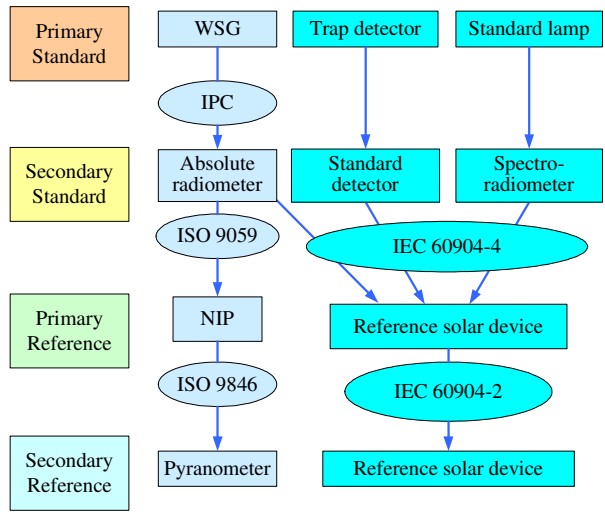 Primary
Standard
WSG
Trap detector
Standard lamp
IPC
Secondary
Standard
Absolute
radiometer
Standard
detector
Spectro-
radiometer
ISO 9059
IEC 60904-4
Primary
Reference
NIP
Reference solar device
ISO 9846
IEC 60904-2
Secondary
Reference
Pyranometer
Reference solar device